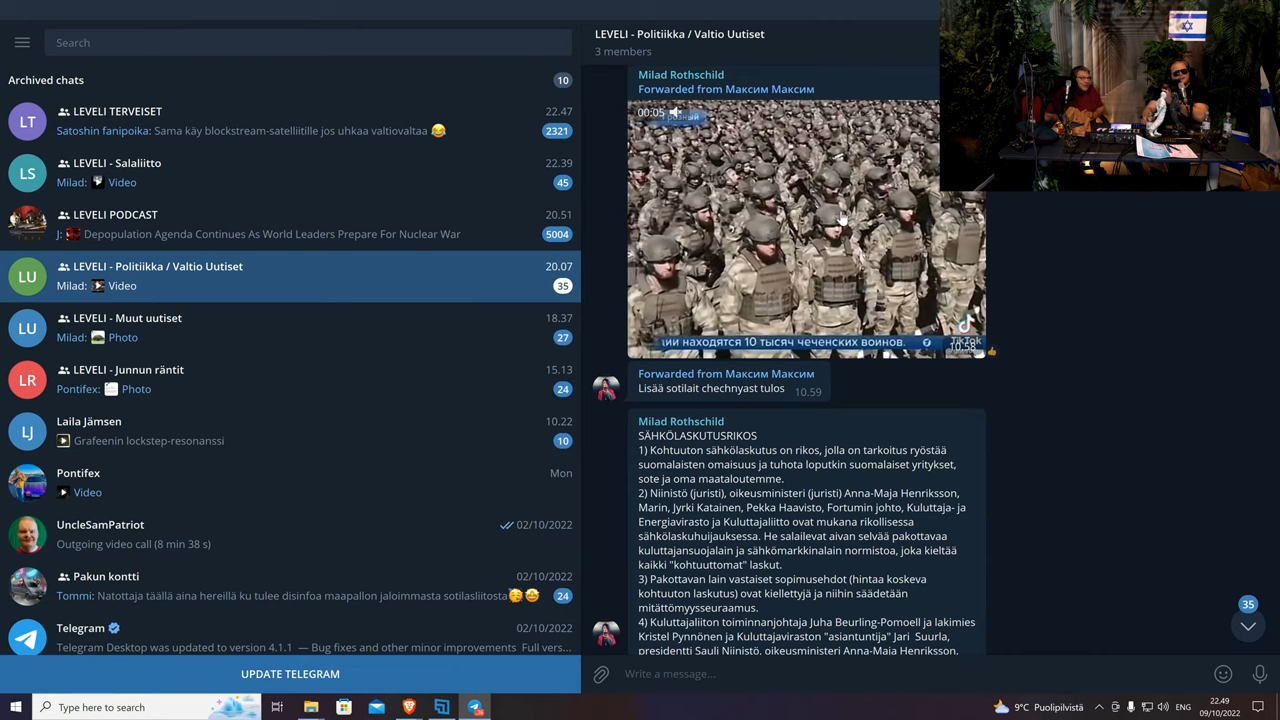 Search
Archived chats
10
LT
LEVELI TERVEISET
22.47
Satoshin fanipoika: Sama käy blockstream-satelliitille jos uhkaa valtiovaltaa
2321
LS
LEVELI - Salaliitto
22.39
Milad: Video
45
LEVELI PODCAST
20.51
J: Depopulation Agenda Continues As World Leaders Prepare For Nuclear War
5004
LU
LEVELI - Politiikka / Valtio Uutiset
20.07
Milad: Video
35
LU
LEVELI - Muut uutiset
18.37
Milad: Photo
27
LR
LEVELI - Junnun räntit
15.13
Pontifex: Photo
24
LJ
Laila Jämsen
10.22
Grafeenin lockstep-resonanssi
10
Pontifex
Mon
Video
UncleSamPatriot
02/10/2022
Outgoing video call (8 min 38 s)
Pakun kontti
02/10/2022
Tommi: Natottaja täällä aina hereillä ku tulee disinfoa maapallon jaloimmasta sotilasliitosta
24
Telegram
02/10/2022
Telegram Desktop was updated to version 4.1.1 — Bug fixes and other minor improvements Full vers...
UPDATE TELEGRAM
LEVELI - Politiikka / Valtio Uutiset
3 members
Milad Rothschild
Forwarded from Максим Максим
00:05
розный
ции находятся 10 тысяч чеченских воинов.
TikTok
10.58
Forwarded from Максим Максим
Lisää sotilait chechnyast tulos
10.59
Milad Rothschild
SÄHKÖLASKUTUSRIKOS
1) Kohtuuton sähkölaskutus on rikos, jolla on tarkoitus ryöstää
suomalaisten omaisuus ja tuhota loputkin suomalaiset yritykset,
sote ja oma maataloutemme.
2) Niinistö (juristi), oikeusministeri (juristi) Anna-Maja Henriksson,
Marin, Jyrki Katainen, Pekka Haavisto, Fortumin johto, Kuluttaja- ja
Energiavirasto ja Kuluttajaliitto ovat mukana rikollisessa
sähkölaskuhuijauksessa. He salailevat aivan selvää pakottavaa
kuluttajansuojalain ja sähkömarkkinalain normistoa, joka kieltää
kaikki "kohtuuttomat" laskut.
3) Pakottavan lain vastaiset sopimusehdot (hintaa koskeva
kohtuuton laskutus) ovat kiellettyjä ja niihin säädetään
mitättömyysseuraamus.
4) Kuluttajaliiton toiminnanjohtaja Juha Beurling-Pomoell ja lakimies
Kristel Pynnönen ja Kuluttajaviraston "asiantuntija" Jari Suurla,
presidentti Sauli Niinistö, oikeusministeri Anna-Maja Henriksson,
35
Write a message...
Type here to search
9°C Puolipilvistä
ENG
22.49
09/10/2022